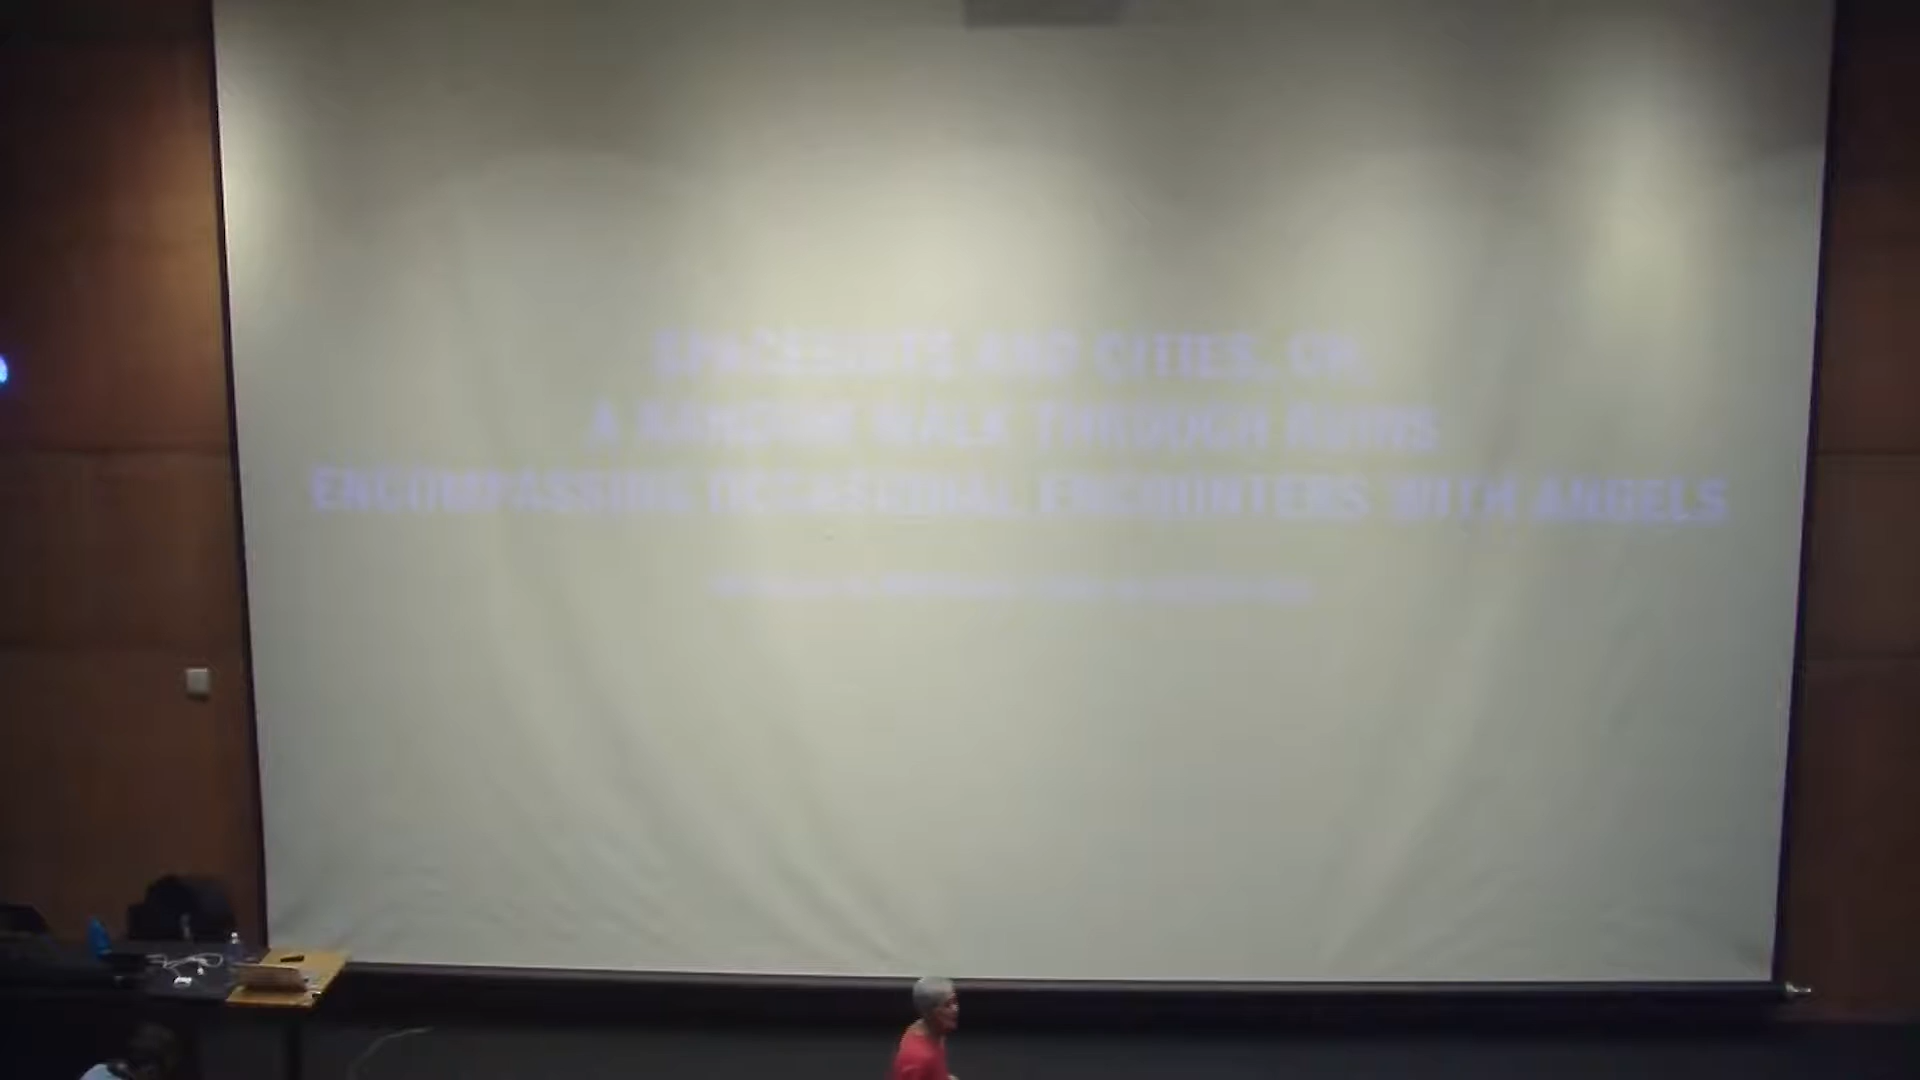 SPACESUITS AND CITIES, OR,
A RANDOM WALK THROUGH RUINS
ENCOMPASSING OCCASIONAL ENCOUNTERS WITH ANGELS